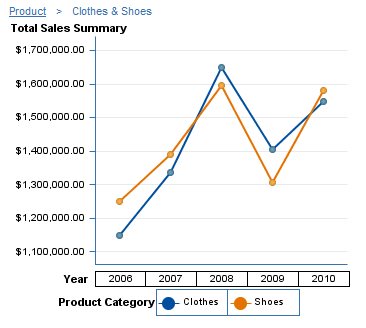 Product > Clothes & Shoes
Total Sales Summary
$1,700,000.00
$1,600,000.00
$1,500,000.00
$1,400,000.00
$1,300,000.00
$1,200,000.00
$1,100,000.00
Year 2006 2007 2008 2009 2010
Product Category Clothes Shoes